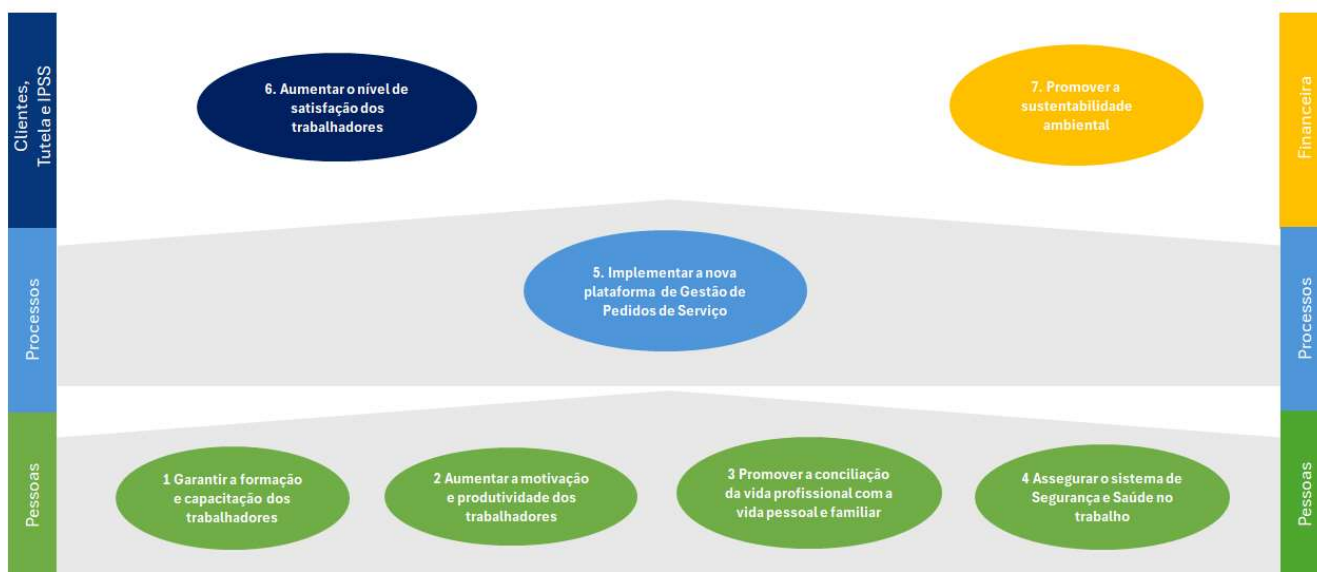 Clientes,
Tutela e IPSS
6. Aumentar o nível de
satisfação dos
trabalhadores
7. Promover a
sustentabilidade
ambiental
Financeira
Processos
5. Implementar a nova
plataforma de Gestão de
Pedidos de Serviço
Processos
Pessoas
1 Garantir a formação
e capacitação dos
trabalhadores
2 Aumentar a motivação
e produtividade dos
trabalhadores
3 Promover a conciliação
da vida profissional com a
vida pessoal e familiar
4 Assegurar o sistema de
Segurança e Saúde no
trabalho
Pessoas